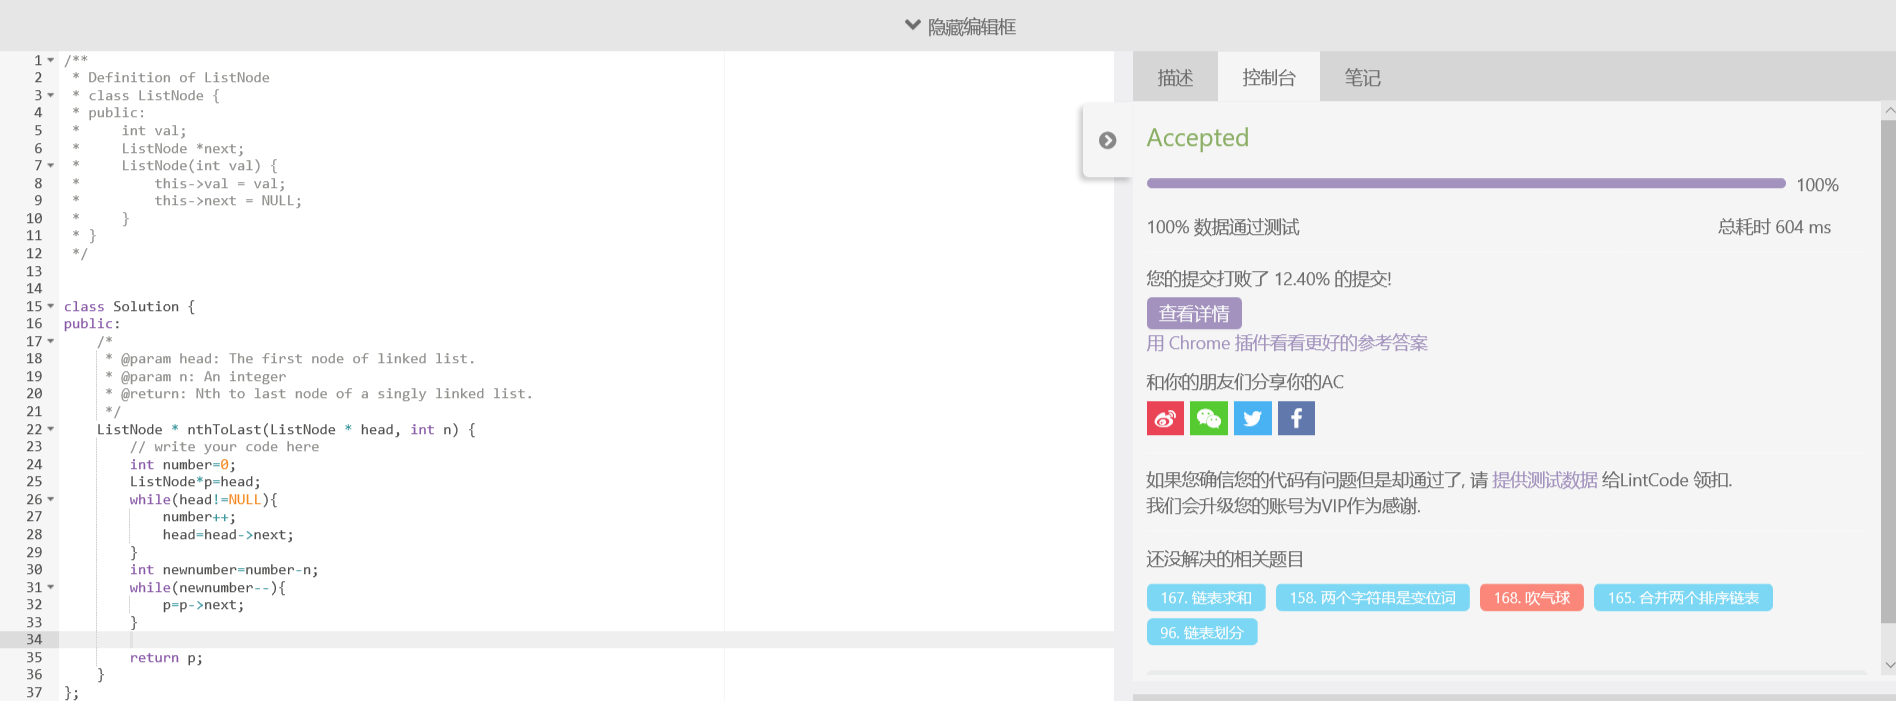 隐藏编辑框
1 /**
2 * Definition of ListNode
3 * class ListNode {
4 * public:
5 *     int val;
6 *     ListNode *next;
7 *     ListNode(int val) {
8 *         this->val = val;
9 *         this->next = NULL;
10 *     }
11 * }
12 */
13
14
15 class Solution {
16 public:
17     /*
18      * @param head: The first node of linked list.
19      * @param n: An integer
20      * @return: Nth to last node of a singly linked list.
21      */
22     ListNode * nthToLast(ListNode * head, int n) {
23         // write your code here
24         int number=0;
25         ListNode*p=head;
26         while(head!=NULL){
27             number++;
28             head=head->next;
29         }
30         int newnumber=number-n;
31         while(newnumber--){
32             p=p->next;
33         }
34
35         return p;
36     }
37 };
描述 控制台 笔记
Accepted
100%
100% 数据通过测试 总耗时 604 ms
您的提交打败了 12.40% 的提交!
查看详情
用 Chrome 插件看看更好的参考答案
和你的朋友们分享你的AC
如果您确信您的代码有问题但是却通过了, 请 提供测试数据 给LintCode 领扣.
我们会升级您的账号为VIP作为感谢.
还没解决的相关题目
167. 链表求和 158. 两个字符串是变位词 168. 吹气球 165. 合并两个排序链表
96. 链表划分